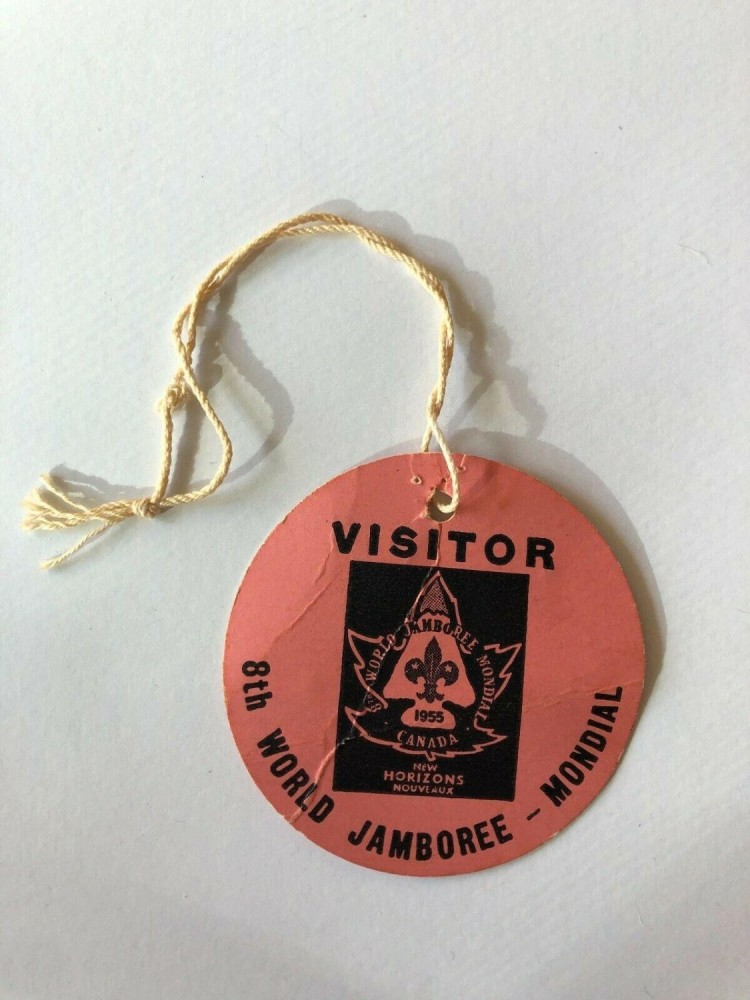 VISITOR
8TH WORLD JAMBOREE MONDIAL
1955
CANADA
NEW
HORIZONS
NOUVEAUX
8th WORLD JAMBOREE - MONDIAL